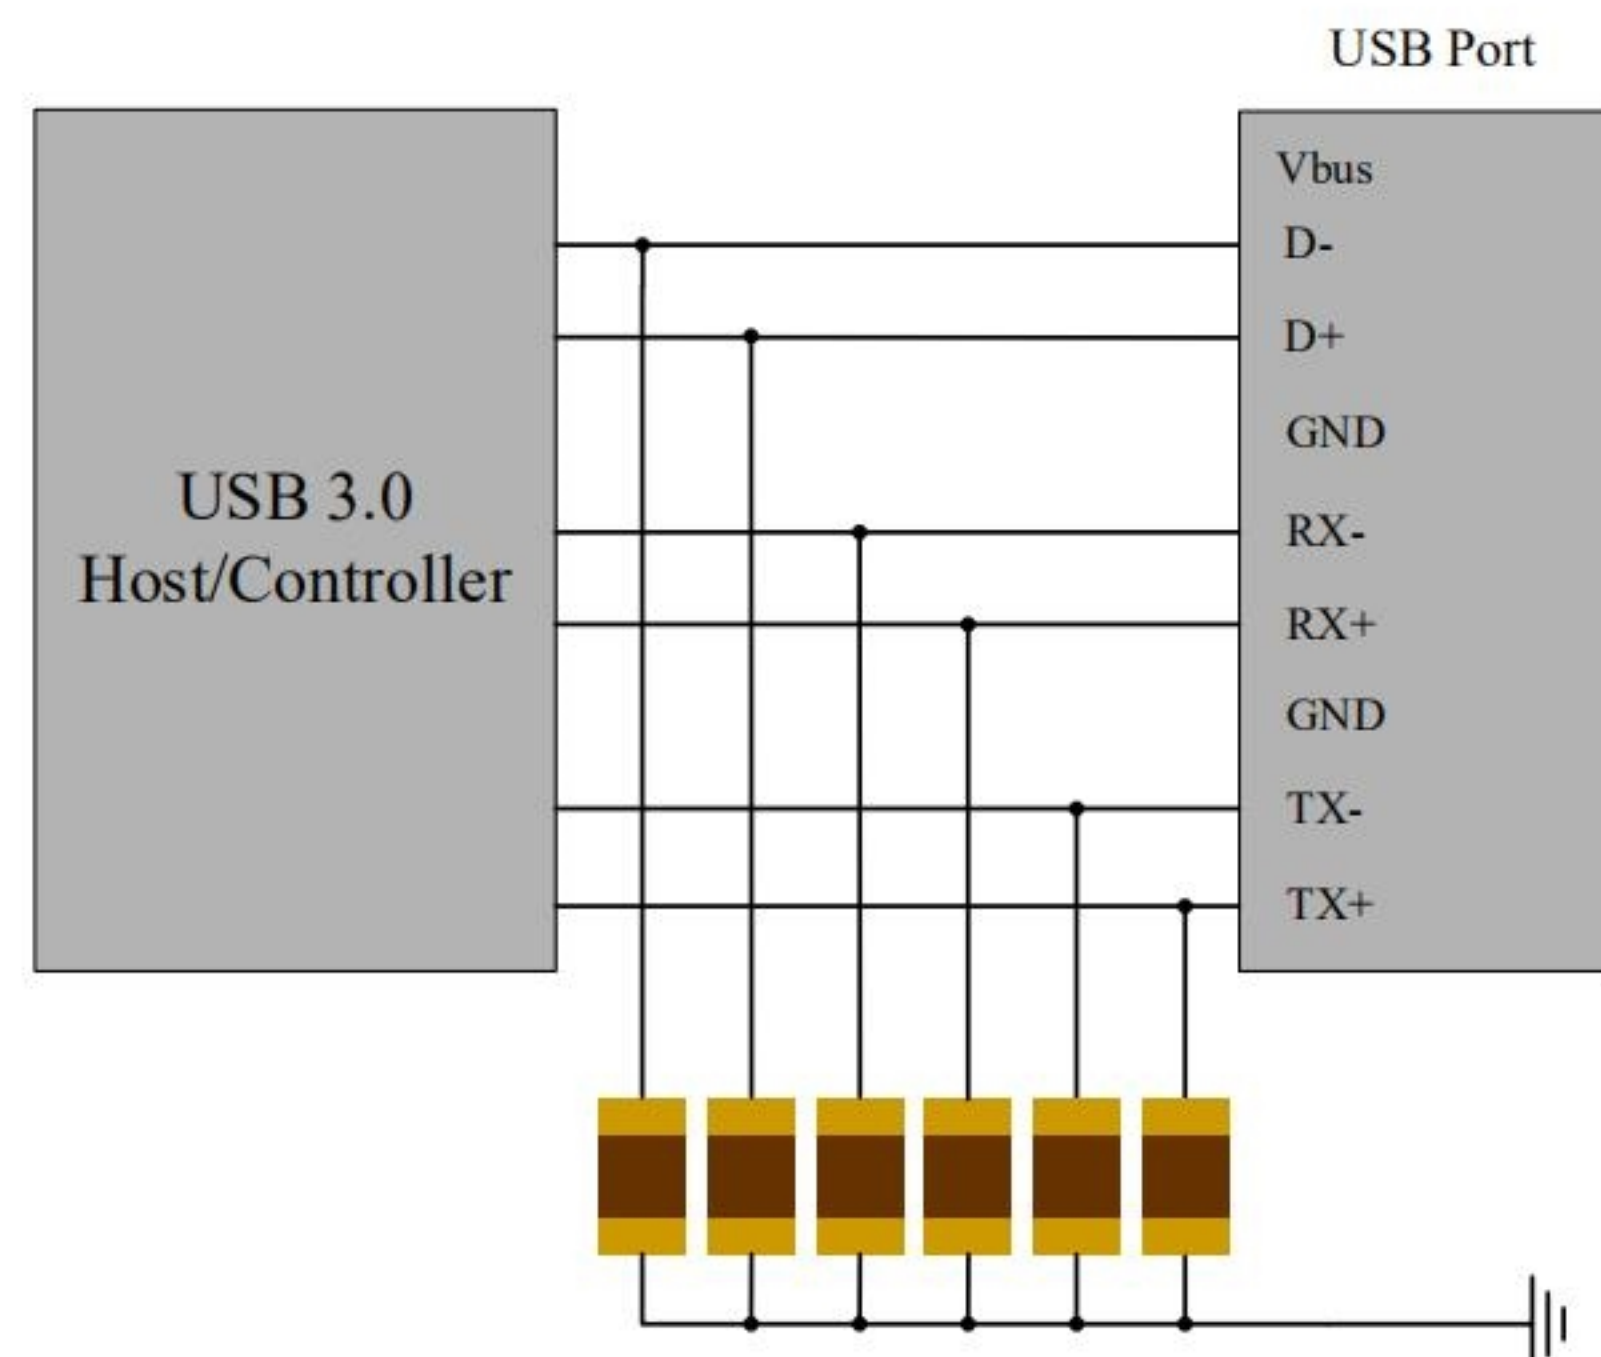 USB Port
USB 3.0
Host/Controller
Vbus
D-
D+
GND
RX-
RX+
GND
TX-
TX+